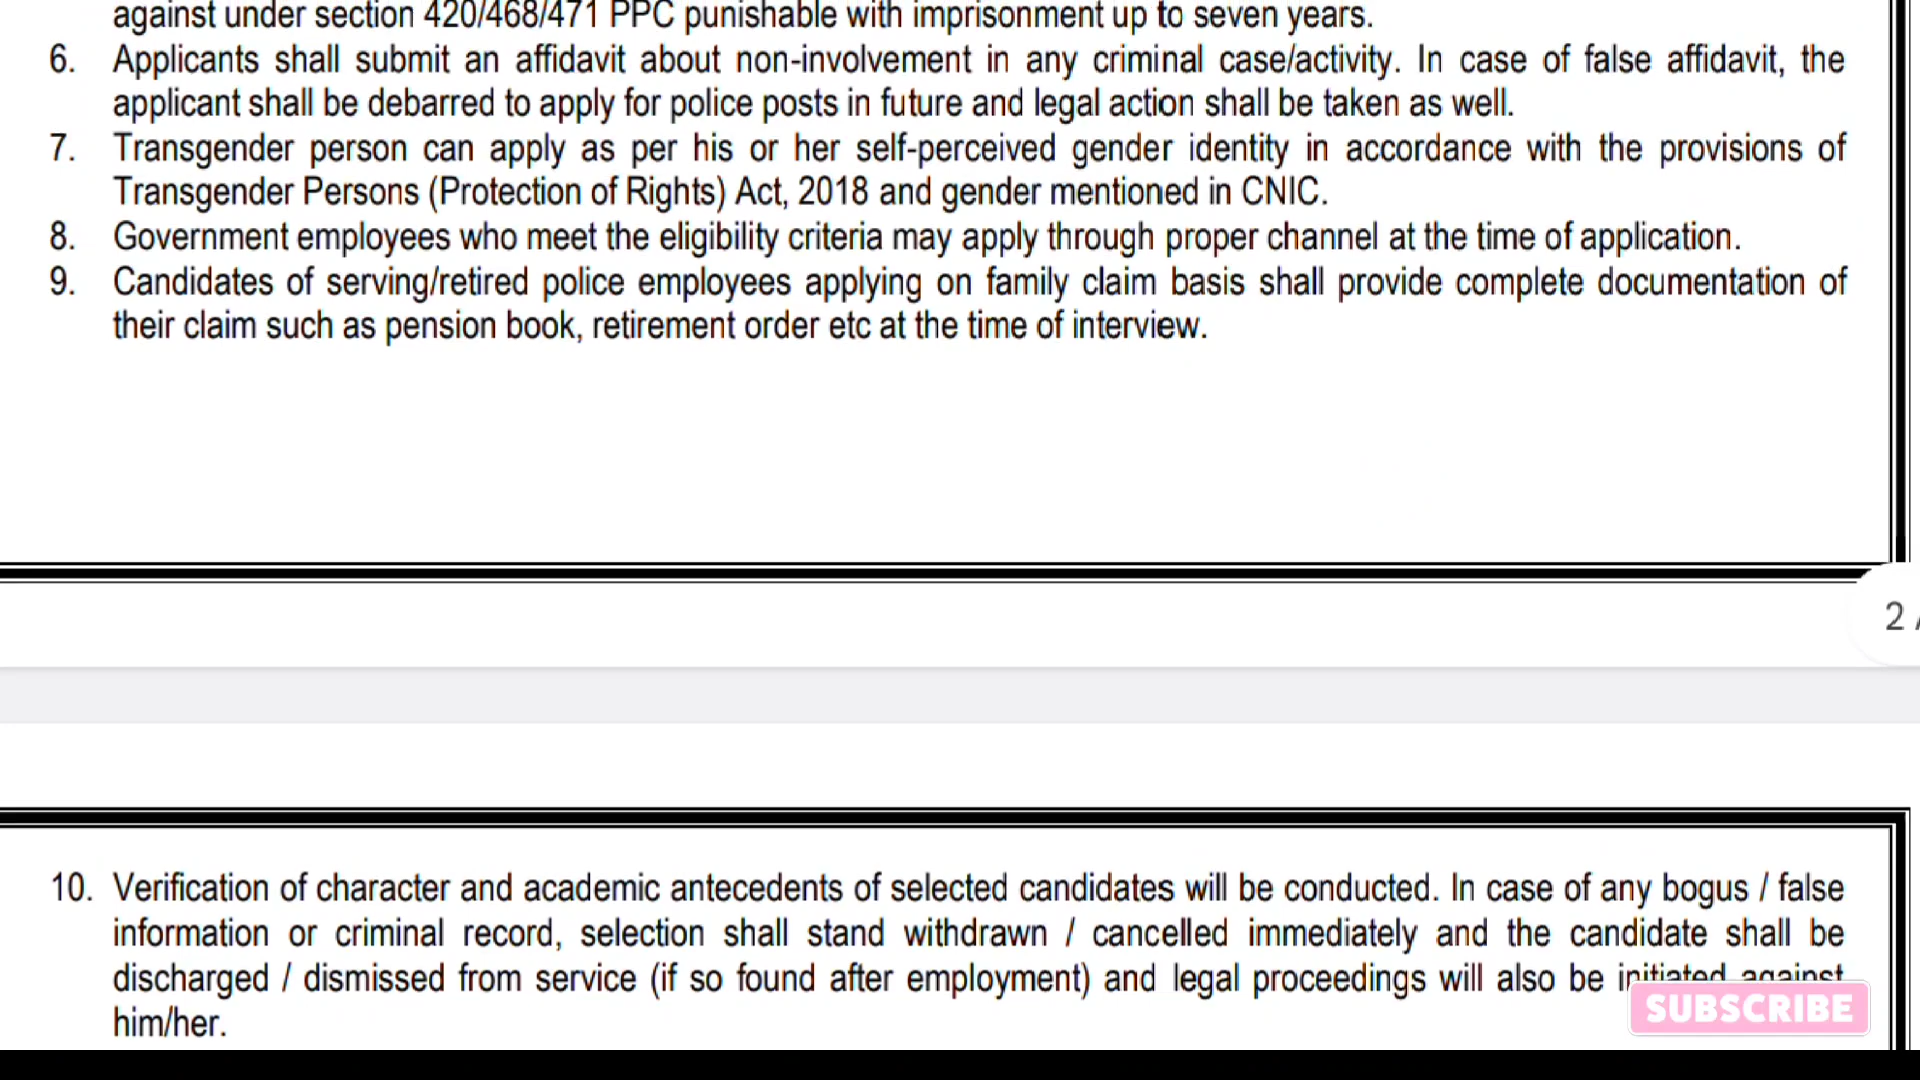 against under section 420/468/471 PPC punishable with imprisonment up to seven years.
6. Applicants shall submit an affidavit about non-involvement in any criminal case/activity. In case of false affidavit, the
applicant shall be debarred to apply for police posts in future and legal action shall be taken as well.
7. Transgender person can apply as per his or her self-perceived gender identity in accordance with the provisions of
Transgender Persons (Protection of Rights) Act, 2018 and gender mentioned in CNIC.
8. Government employees who meet the eligibility criteria may apply through proper channel at the time of application.
9. Candidates of serving/retired police employees applying on family claim basis shall provide complete documentation of
their claim such as pension book, retirement order etc at the time of interview.
2 /
10. Verification of character and academic antecedents of selected candidates will be conducted. In case of any bogus / false
information or criminal record, selection shall stand withdrawn / cancelled immediately and the candidate shall be
discharged / dismissed from service (if so found after employment) and legal proceedings will also be initiated against
him/her.
SUBSCRIBE